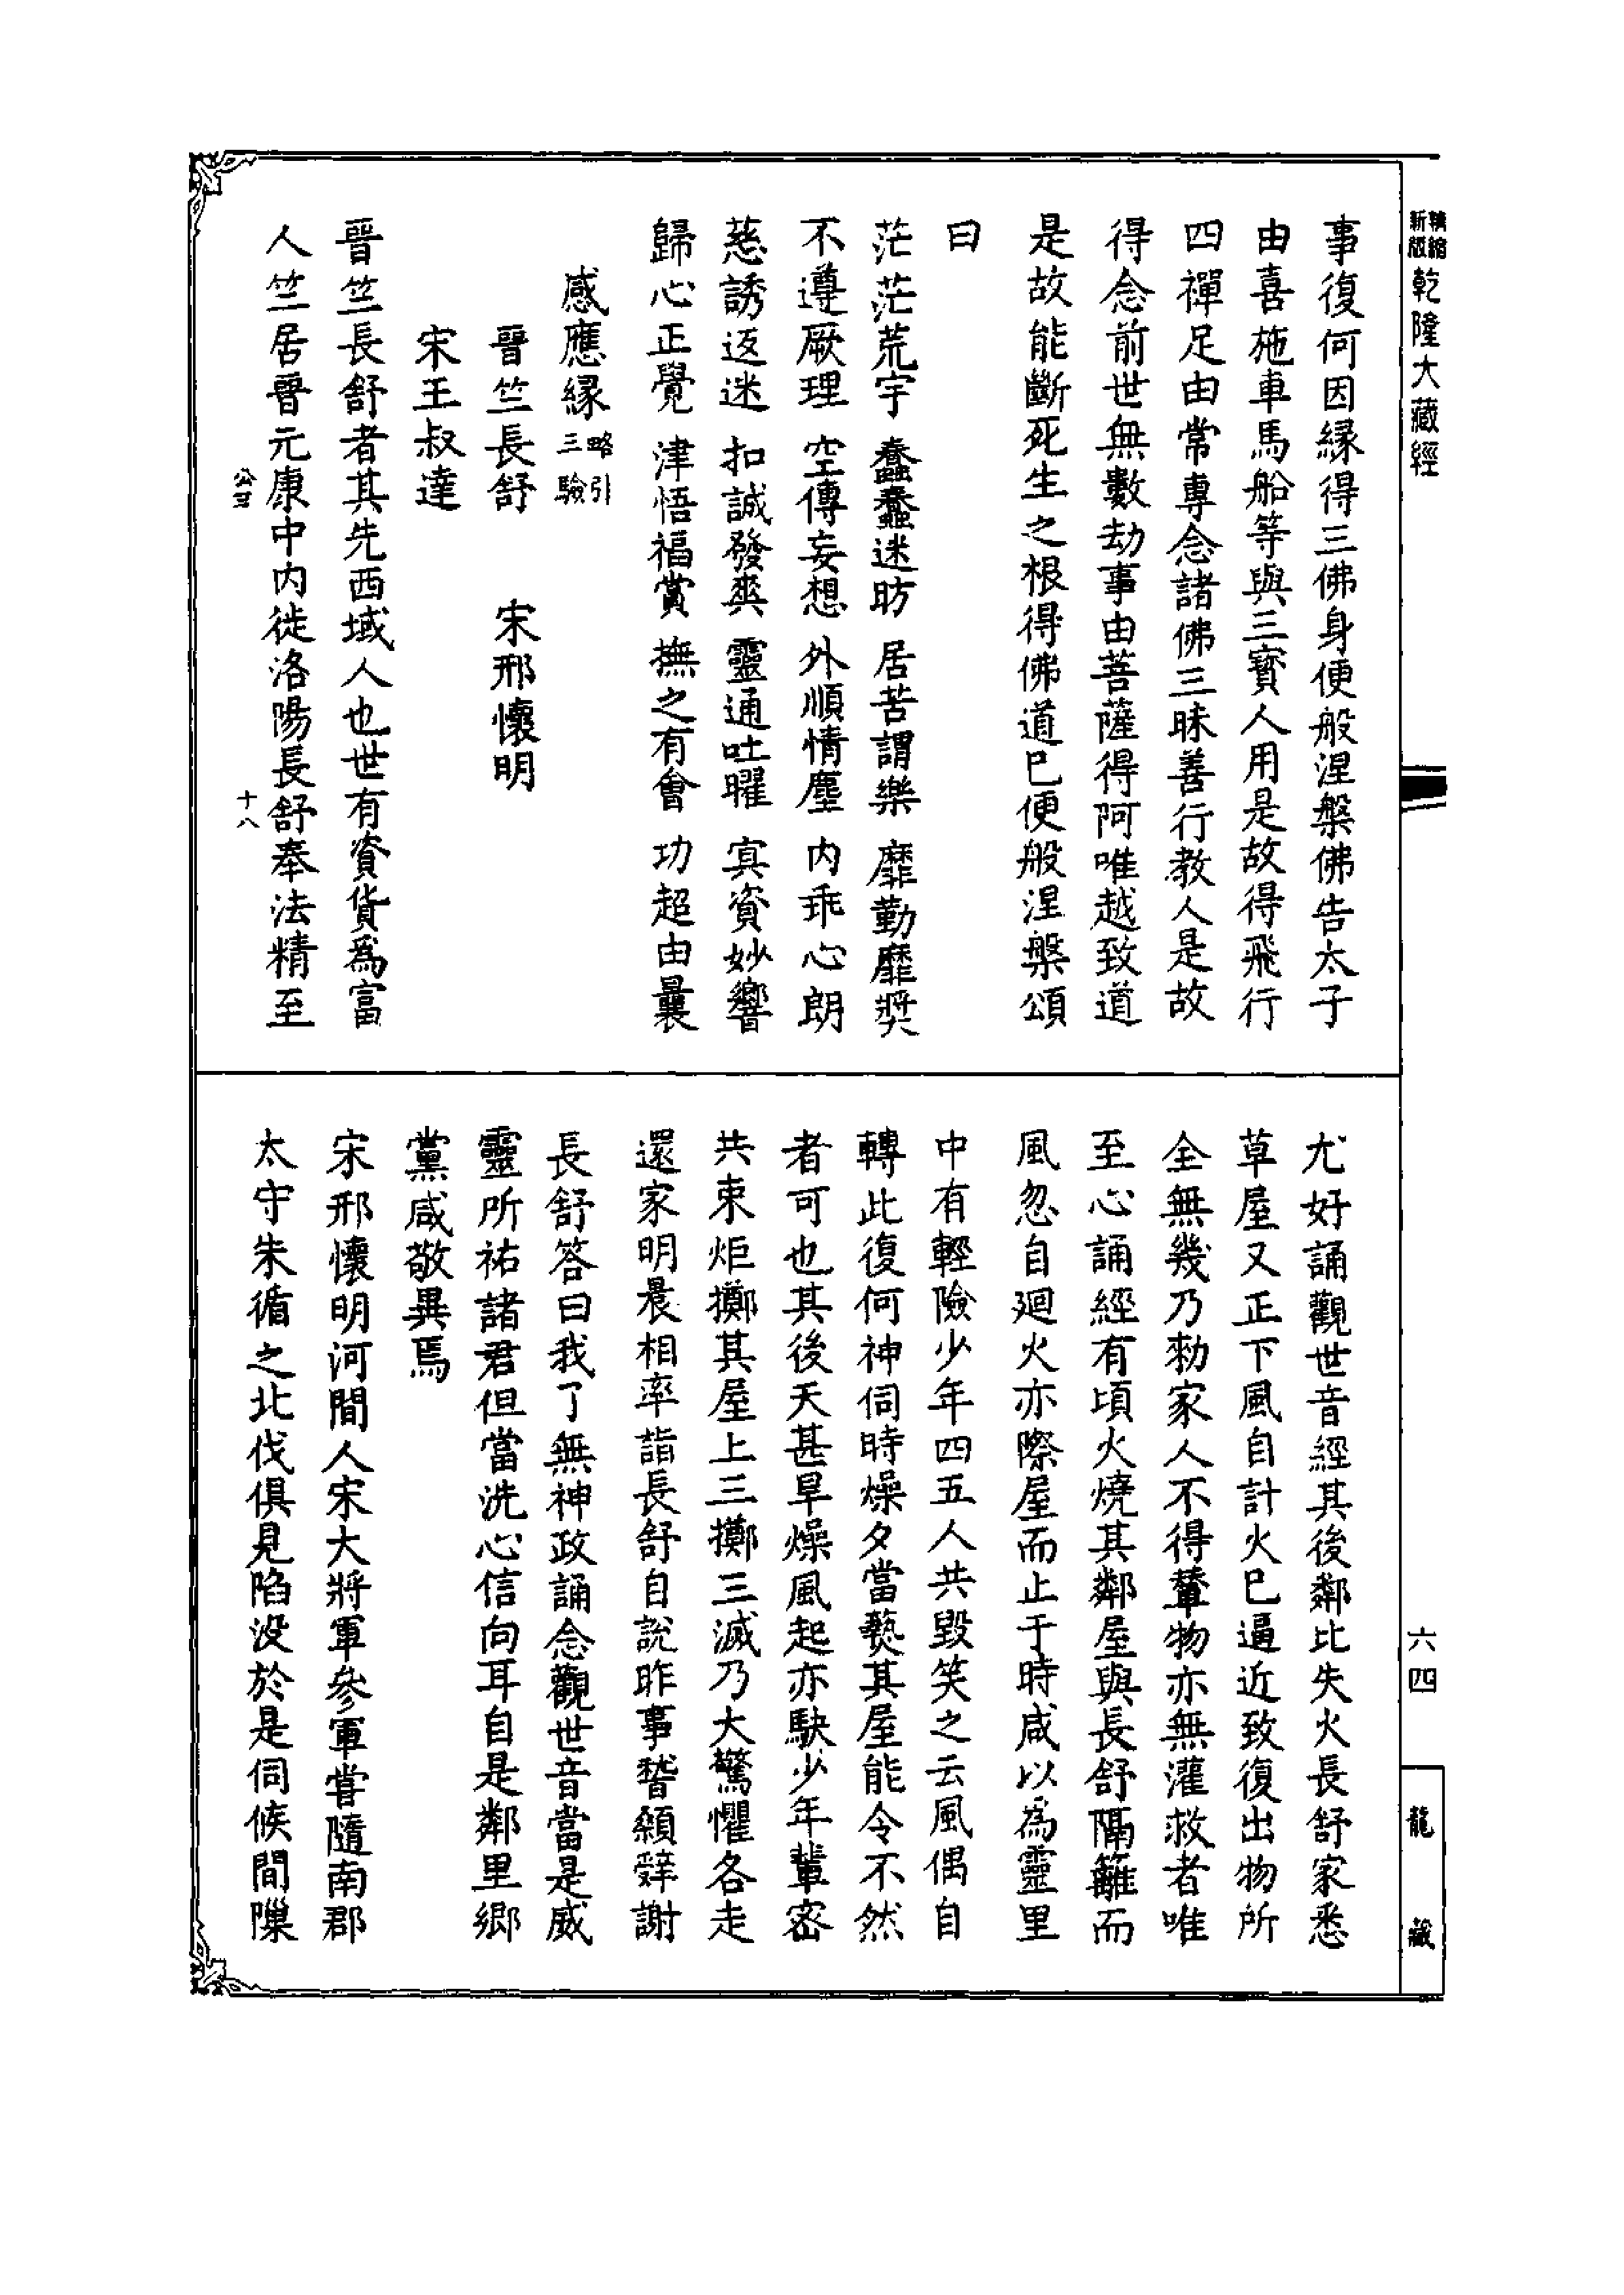 新版
精縮
乾隆大藏經
六四
龍藏
事復何因緣得三佛身便般涅槃佛告太子
由喜施車馬船等與三寶人用是故得飛行
四禪足由常專念諸佛三昧善行教人是故
得念前世無數劫事由菩薩得阿唯越致道
是故能斷死生之根得佛道已便般涅槃頌
曰
茫茫荒宇 蠢蠢迷昉 居苦謂樂 靡勤靡獎
不遵厥理 空傳妄想 外順情塵 內乖心朗
慈誘返迷 扣誠發爽 靈通吐曜 寘資妙響
歸心正覺 津悟福賞 撫之有會 功超由曩
感應緣略引三驗
晉竺長舒 宋邢懷明
宋王叔達
晉竺長舒者其先西域人也世有資貨為富
人竺居晉元康中內徙洛陽長舒奉法精至
十八
尤好誦觀世音經其後鄰比失火長舒家悉
草屋又正下風自計火已逼近致復出物所
全無幾乃勑家人不得輦物亦無灌救者唯
至心誦經有頃火燒其鄰屋與長舒隔籬而
風忽自迴火亦際屋而止于時咸以為靈里
中有輕險少年四五人共毀笑之云風偶自
轉此復何神伺時燥夕當爇其屋能令不然
者可也其後天甚旱燥風起亦駃少年輩密
共束炬擲其屋上三擲三滅乃大驚懼各走
還家明晨相率詣長舒自說昨事稽顙辤謝
長舒答曰我了無神政誦念觀世音當是威
靈所祐諸君但當洗心信向耳自是鄰里鄉
黨咸敬異焉
宋邢懷明河間人宋大將軍參軍嘗隨南郡
太守朱循之北伐俱見陷沒於是伺候間隟